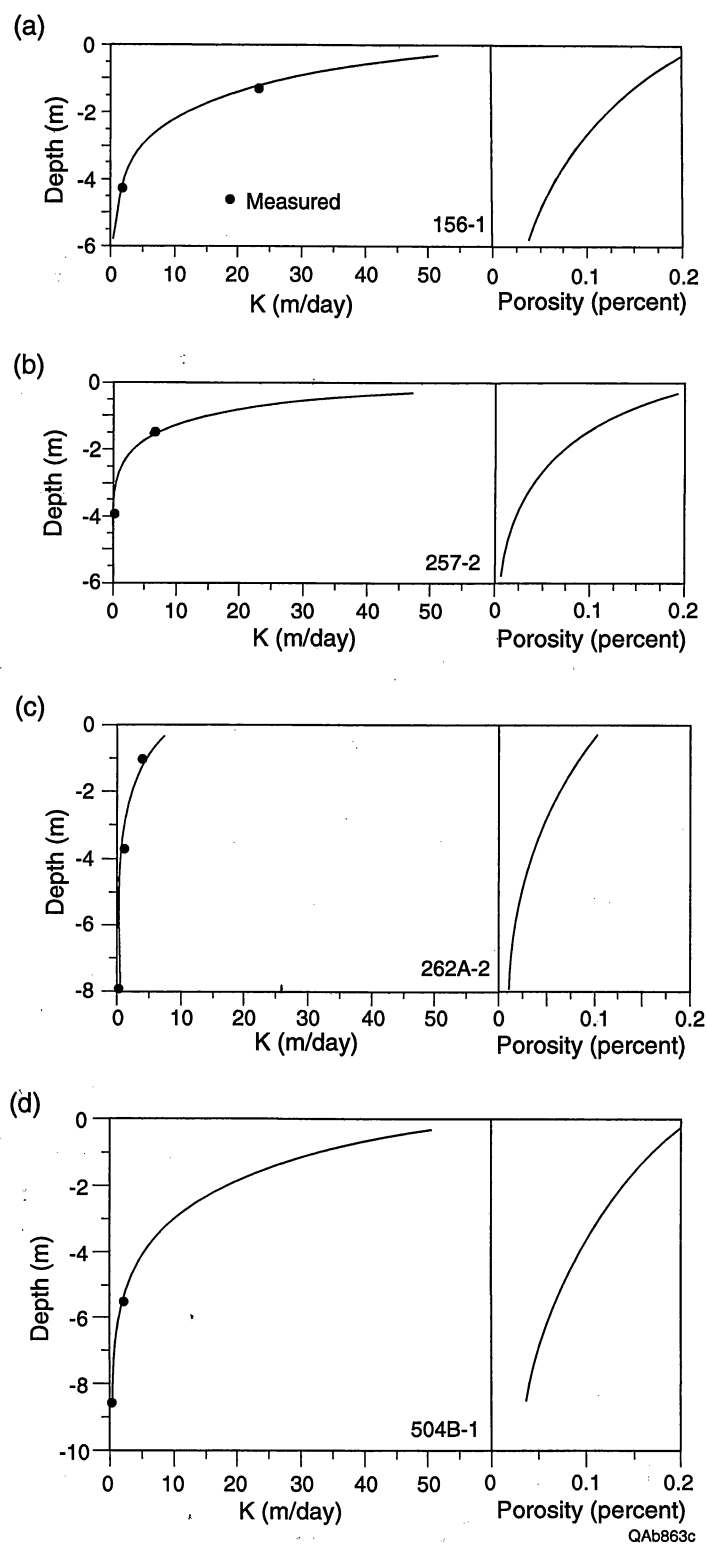 (a)
0
-2
-4
-6
Depth (m)
Measured
156-1
0 10 20 30 40 50 0 0.1 0.2
K (m/day) Porosity (percent)
(b)
0
-2
-4
-6
Depth (m)
257-2
0 10 20 30 40 50 0 0.1 0.2
K (m/day) Porosity (percent)
(c)
0
-2
-4
-6
-8
Depth (m)
262A-2
0 10 20 30 40 50 0 0.1 0.2
K (m/day) Porosity (percent)
(d)
0
-2
-4
-6
-8
-10
Depth (m)
504B-1
0 10 20 30 40 50 0 0.1 0.2
K (m/day) Porosity (percent)
QAb863c